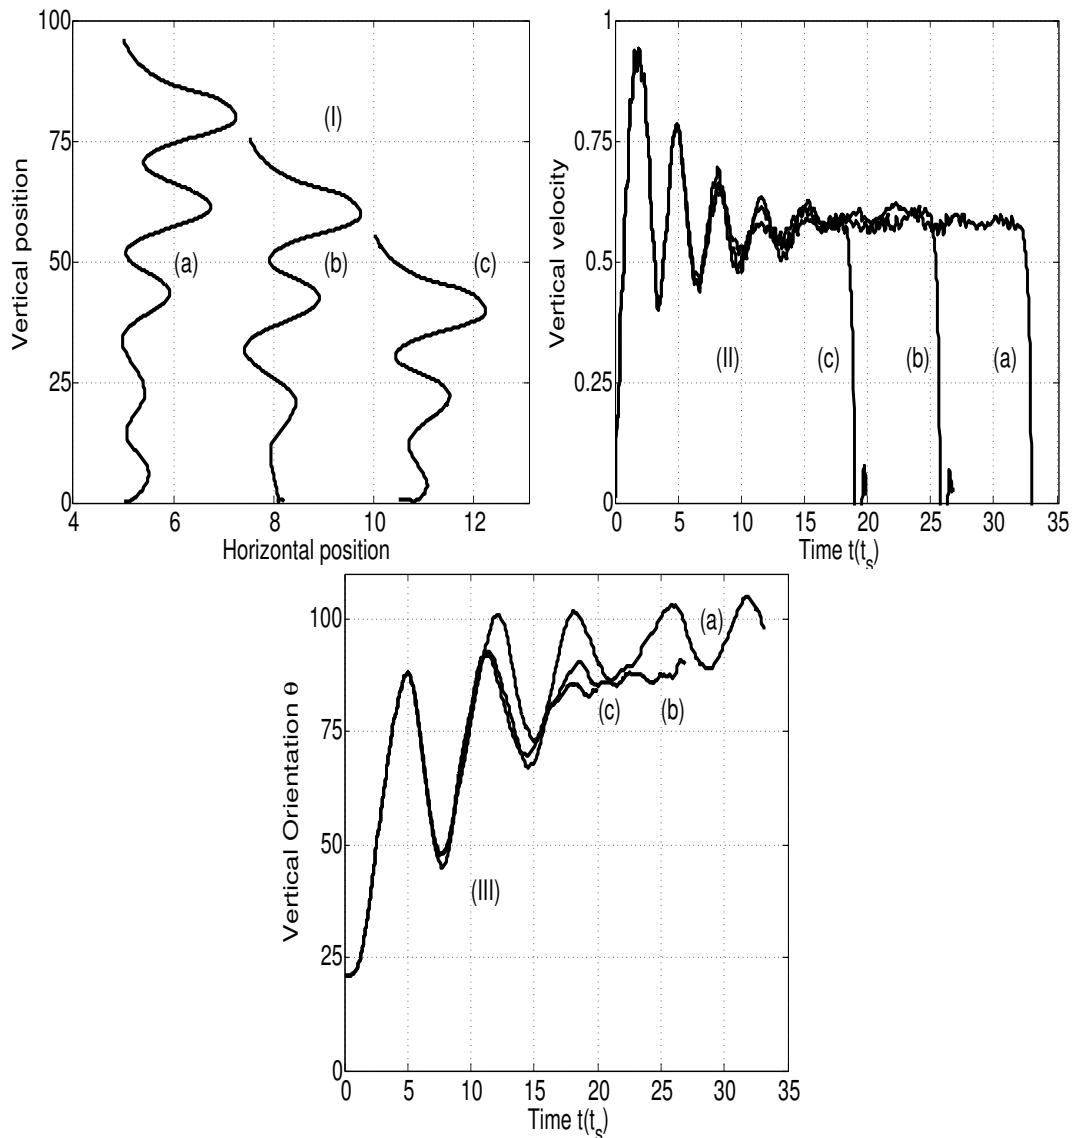 100
75
50
25
0
4
6
8
10
12
Vertical position
Horizontal position
(I)
(a)
(b)
(c)
1
0.75
0.5
0.25
0
0
5
10
15
20
25
30
35
Vertical velocity
Time t(t_s)
(II)
(c)
(b)
(a)
100
75
50
25
0
0
5
10
15
20
25
30
35
Vertical Orientation θ
Time t(t_s)
(a)
(c)
(b)
(III)